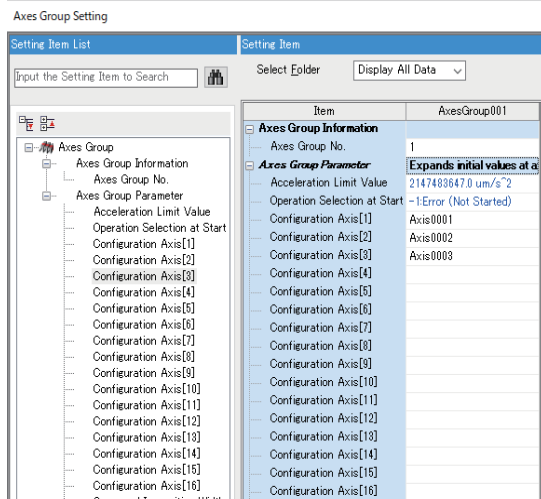 Axes Group Setting
Setting Item List
Input the Setting Item to Search
Axes Group
Axes Group Information
Axes Group No.
Axes Group Parameter
Acceleration Limit Value
Operation Selection at Start
Configuration Axis[1]
Configuration Axis[2]
Configuration Axis[3]
Configuration Axis[4]
Configuration Axis[5]
Configuration Axis[6]
Configuration Axis[7]
Configuration Axis[8]
Configuration Axis[9]
Configuration Axis[10]
Configuration Axis[11]
Configuration Axis[12]
Configuration Axis[13]
Configuration Axis[14]
Configuration Axis[15]
Configuration Axis[16]
Setting Item
Select Folder Display All Data
Item AxesGroup001
Axes Group Information
Axes Group No. 1
Axes Group Parameter Expands initial values at a
Acceleration Limit Value 2147483647.0 um/s^2
Operation Selection at Start -1:Error (Not Started)
Configuration Axis[1] Axis0001
Configuration Axis[2] Axis0002
Configuration Axis[3] Axis0003
Configuration Axis[4]
Configuration Axis[5]
Configuration Axis[6]
Configuration Axis[7]
Configuration Axis[8]
Configuration Axis[9]
Configuration Axis[10]
Configuration Axis[11]
Configuration Axis[12]
Configuration Axis[13]
Configuration Axis[14]
Configuration Axis[15]
Configuration Axis[16]